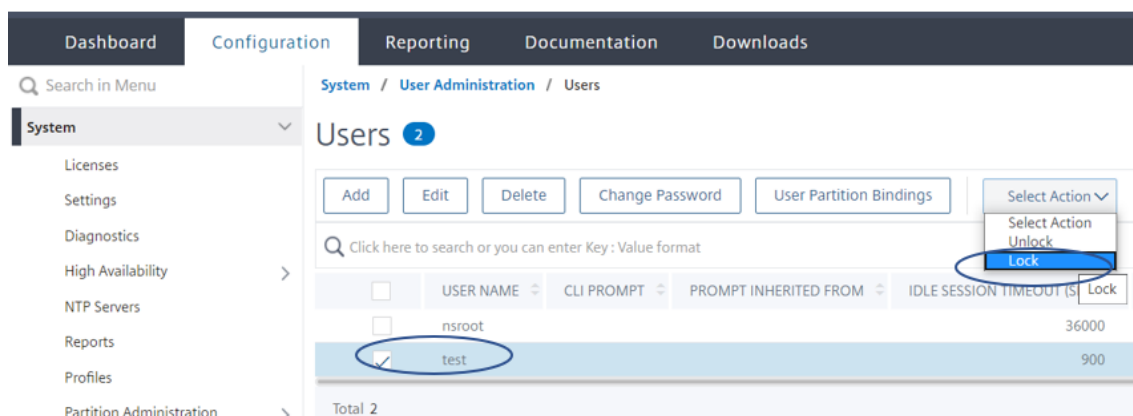 Dashboard Configuration Reporting Documentation Downloads
Search in Menu
System / User Administration / Users
System
Users 2
Licenses
Settings
Diagnostics
High Availability
NTP Servers
Reports
Profiles
Partition Administration
Add Edit Delete Change Password User Partition Bindings Select Action
Select Action
Unlock
Lock
Click here to search or you can enter Key : Value format
USER NAME CLI PROMPT PROMPT INHERITED FROM IDLE SESSION TIMEOUT (S Lock
nsroot 36000
test 900
Total 2